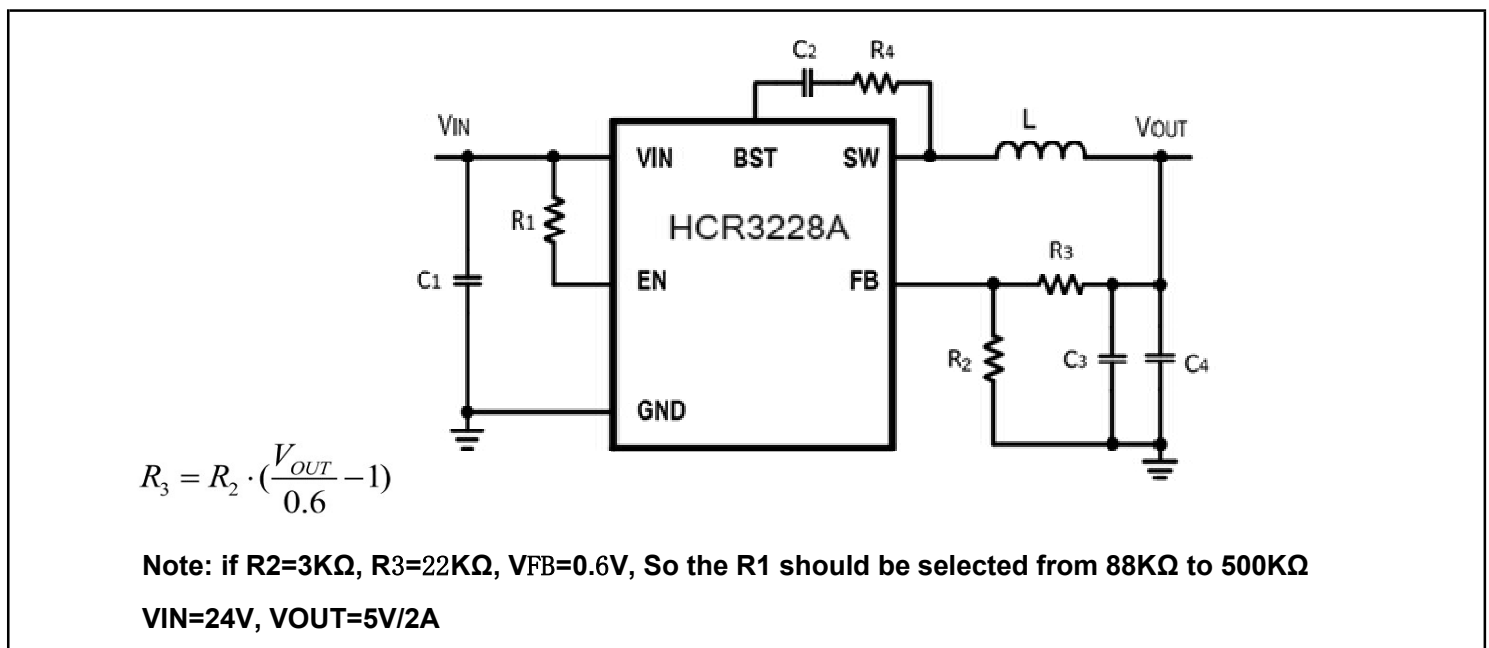 C2 R4
VIN L VOUT
VIN BST SW
R1 HCR3228A
R3
C1 EN FB
R2 C3 C4
GND
R3 = R2 · (VOUT/0.6 − 1)
Note: if R2=3KΩ, R3=22KΩ, VFB=0.6V, So the R1 should be selected from 88KΩ to 500KΩ
VIN=24V, VOUT=5V/2A